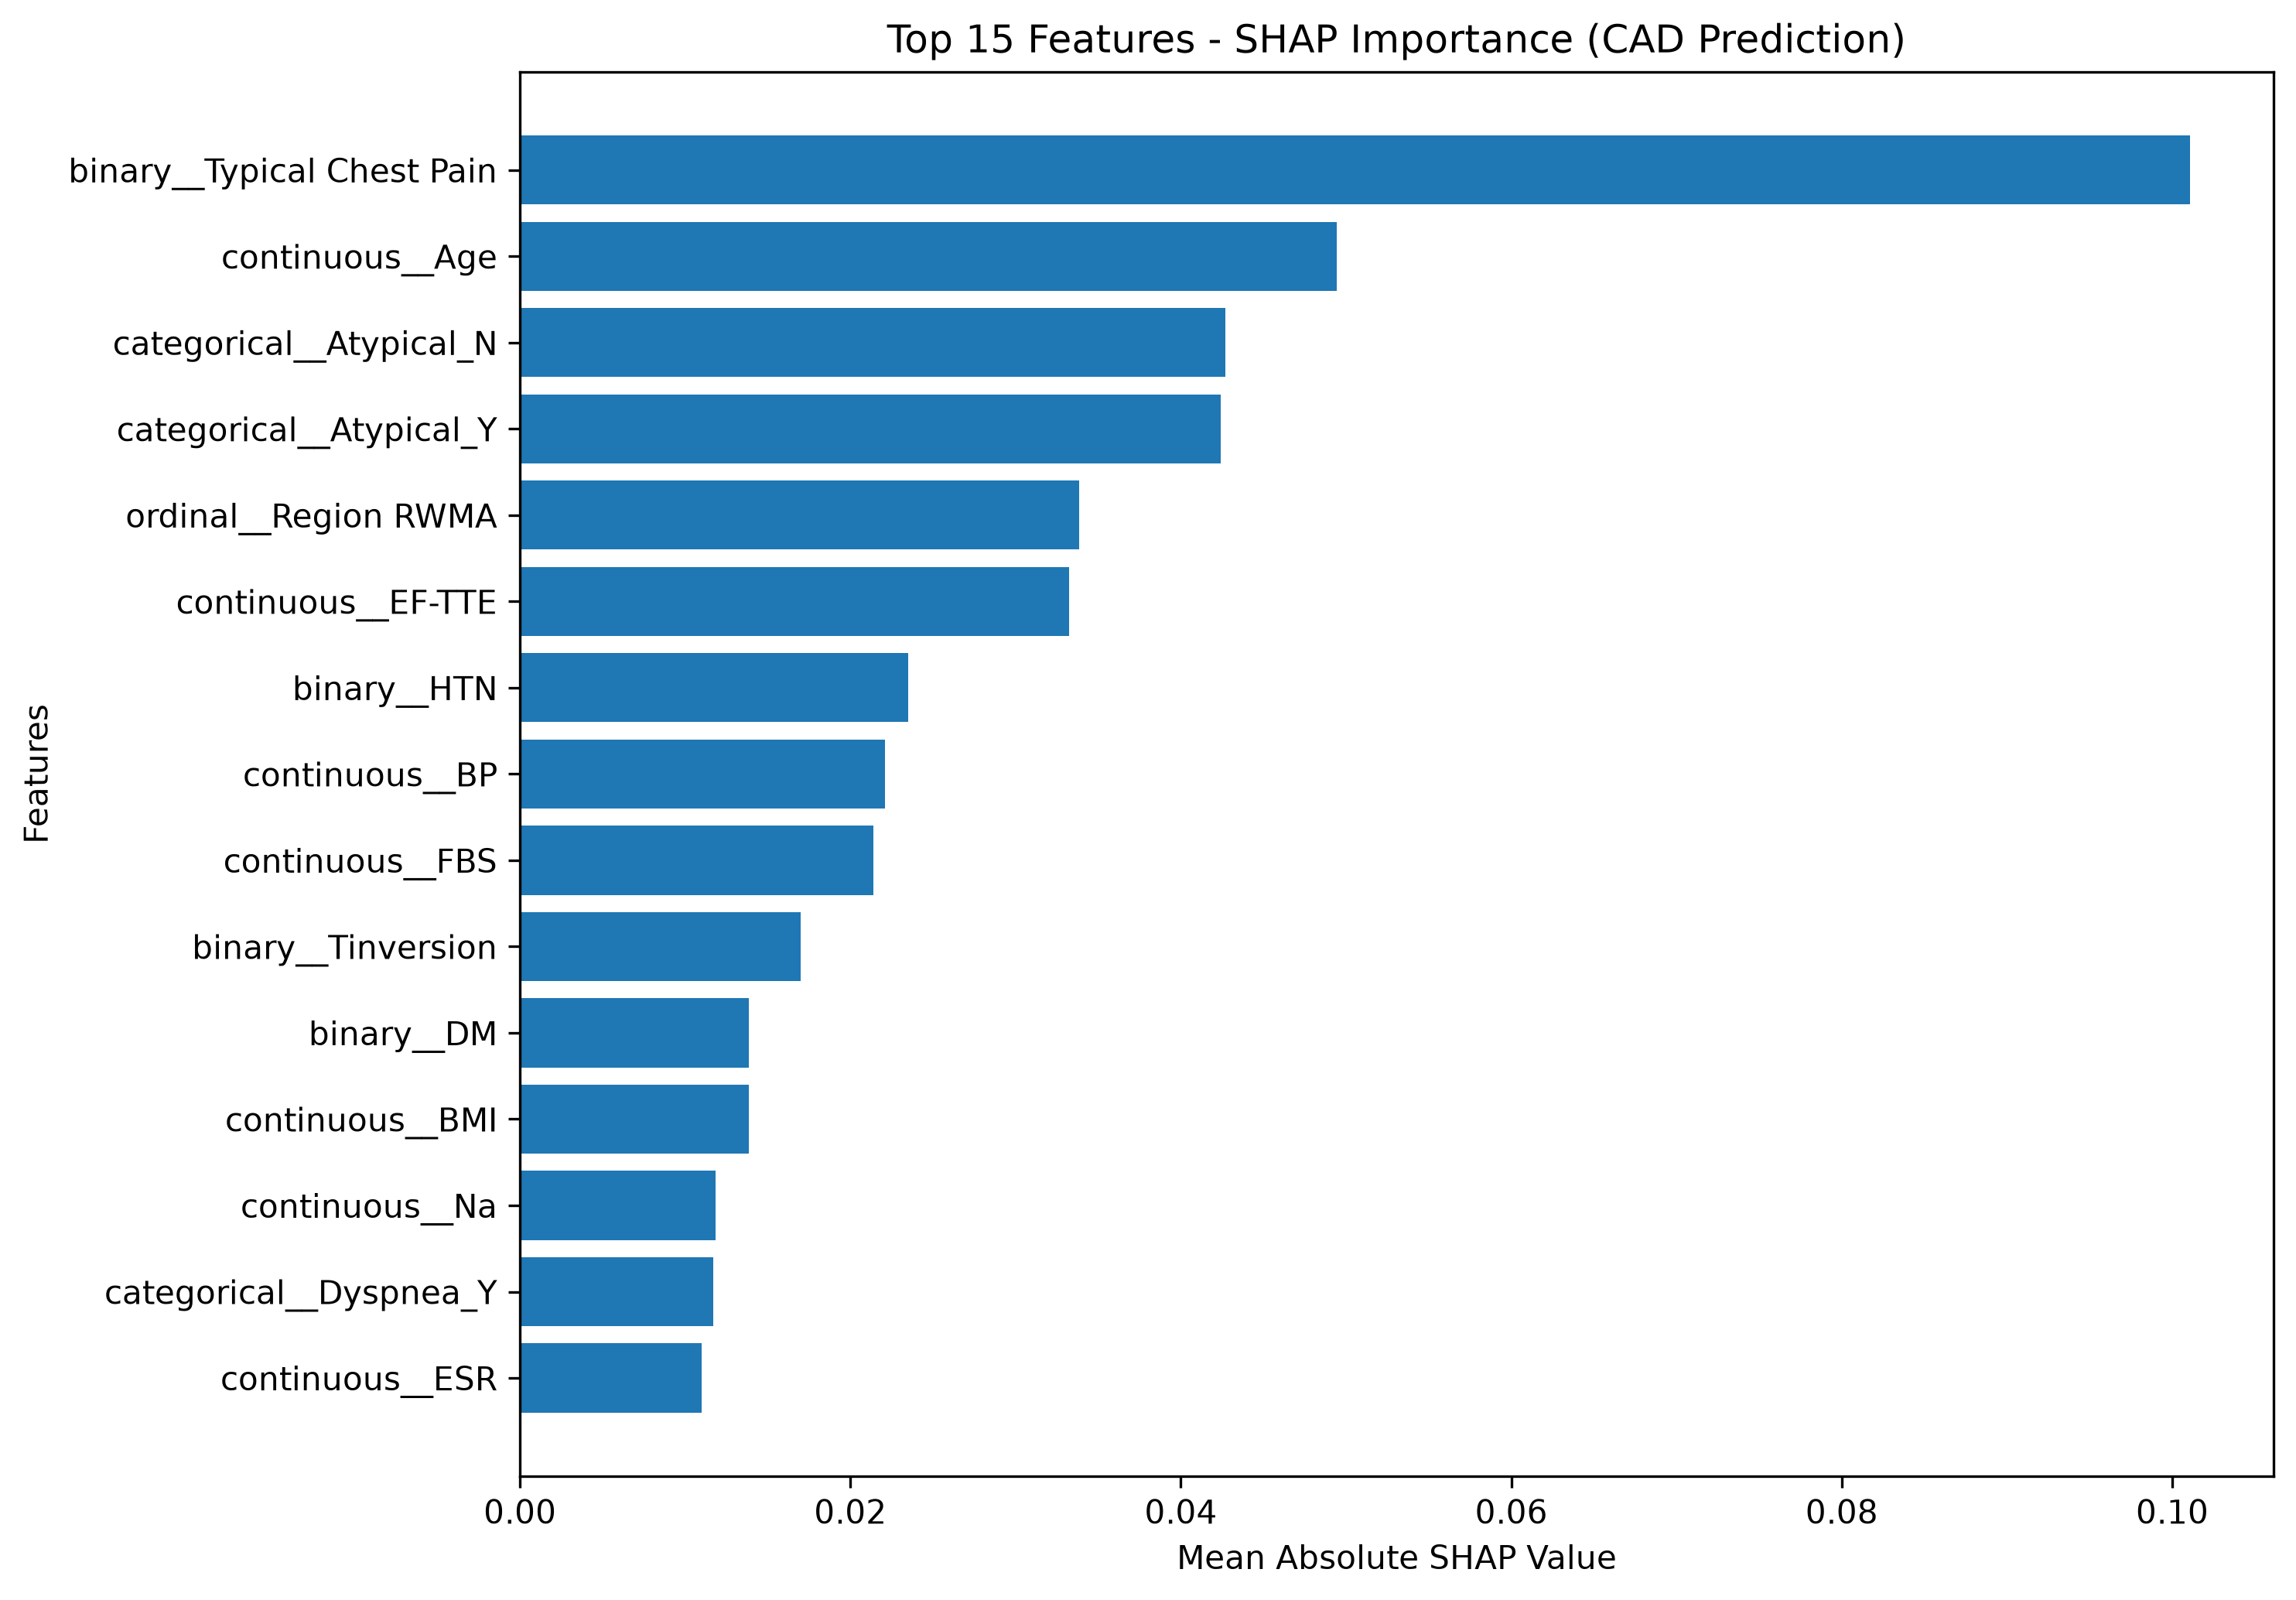 Top 15 Features - SHAP Importance (CAD Prediction)
binary__Typical Chest Pain
continuous__Age
categorical__Atypical_N
categorical__Atypical_Y
ordinal__Region RWMA
continuous__EF-TTE
binary__HTN
continuous__BP
continuous__FBS
binary__Tinversion
binary__DM
continuous__BMI
continuous__Na
categorical__Dyspnea_Y
continuous__ESR
Features
0.00 0.02 0.04 0.06 0.08 0.10
Mean Absolute SHAP Value